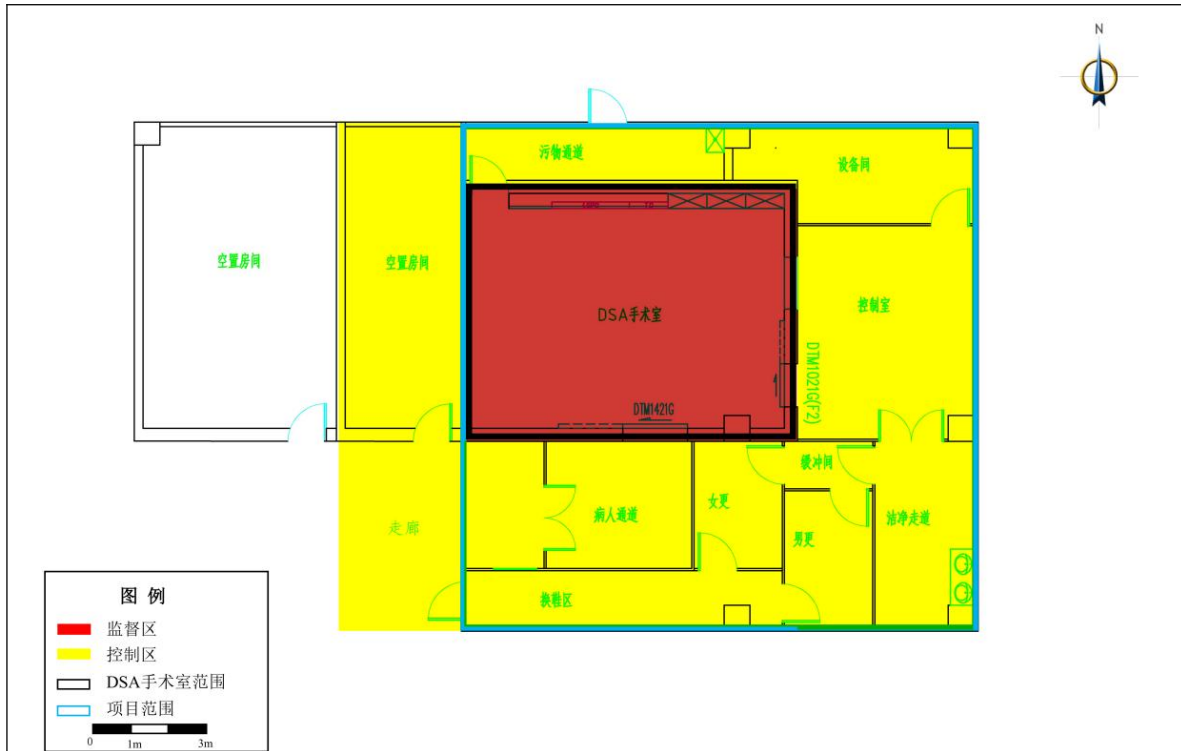 N
污物通道
设备间
空置房间
空置房间
控制室
DSA手术室
DTM1021G(F2)
DTM1421G
缓冲间
女更
病人通道
洁净走道
走廊
男更
换鞋区
图 例
监督区
控制区
DSA手术室范围
项目范围
0 1m 3m